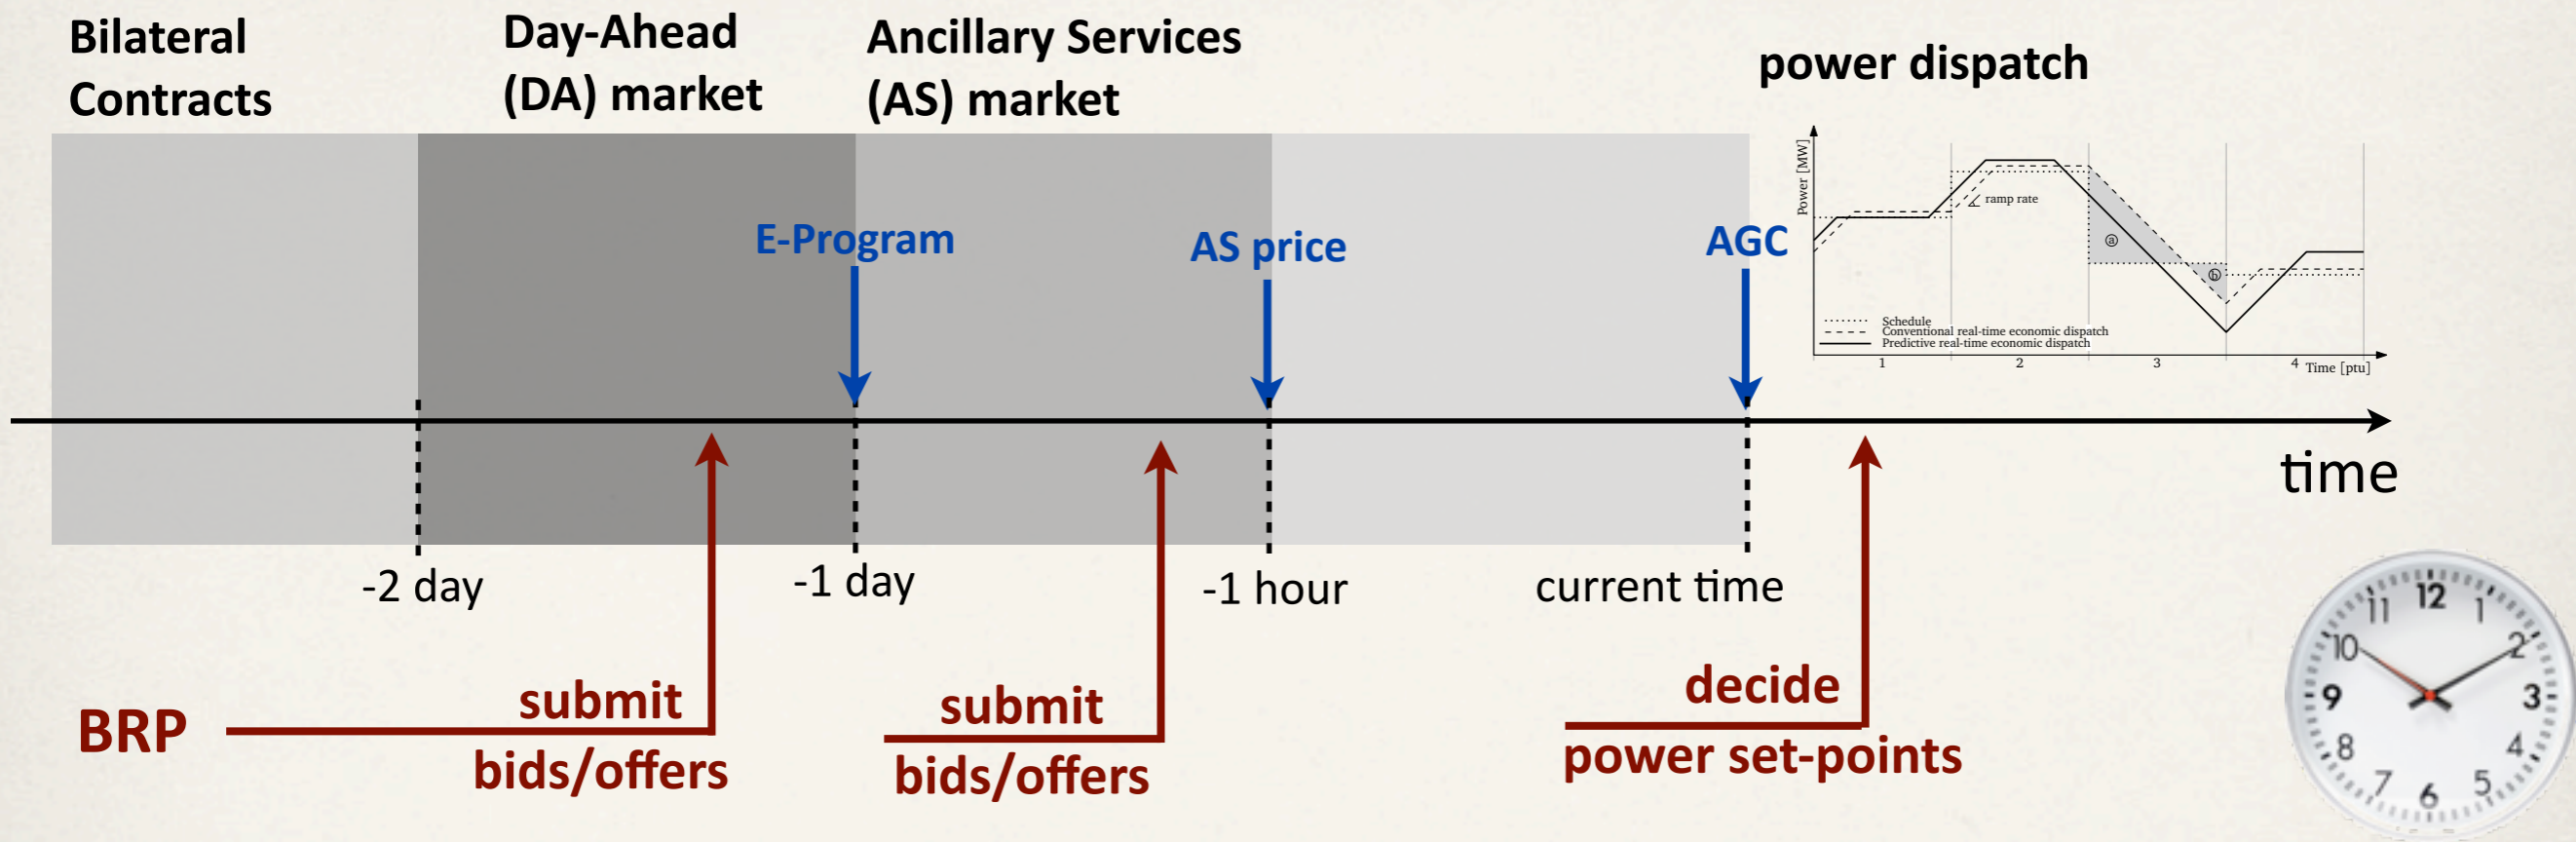 Bilateral
Contracts
Day-Ahead
(DA) market
Ancillary Services
(AS) market
power dispatch
Power [MW]
ramp rate
a
b
Schedule
Conventional real-time economic dispatch
Predictive real-time economic dispatch
1
2
3
4
Time [ptu]
E-Program
AS price
AGC
time
-2 day
-1 day
-1 hour
current time
BRP
submit
bids/offers
submit
bids/offers
decide
power set-points
12
1
2
3
4
5
6
7
8
9
10
11